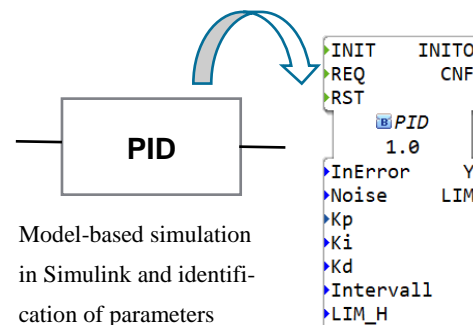 INIT INITO
REQ CNF
RST
B PID
1.0
PID
InError Y
Noise LIM
Kp
Ki
Kd
Intervall
LIM_H
Model-based simulation
in Simulink and identifi-
cation of parameters